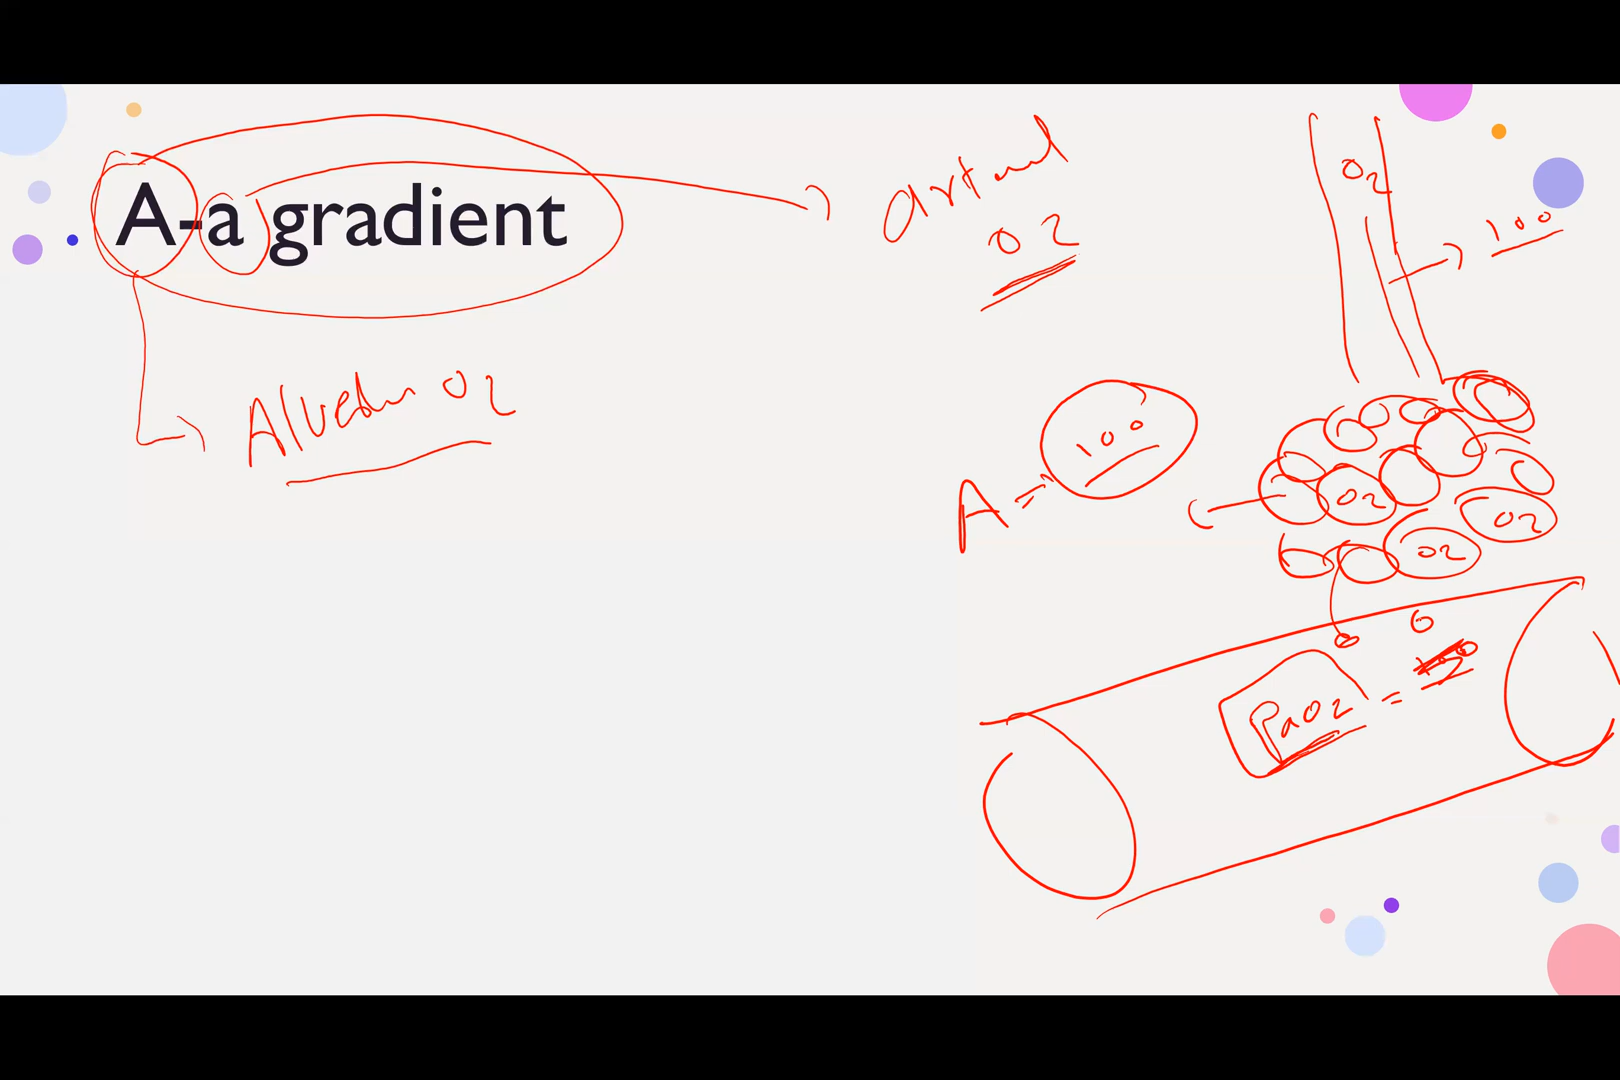 A-a gradient
arterial
O2
Alveolar O2
O2
100
A = 100
O2
O2
O2
PaO2 =